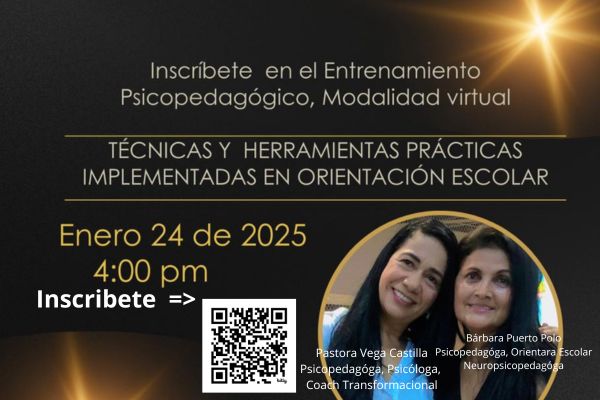 Inscríbete en el Entrenamiento
Psicopedagógico, Modalidad virtual
TÉCNICAS Y HERRAMIENTAS PRÁCTICAS
IMPLEMENTADAS EN ORIENTACIÓN ESCOLAR
Enero 24 de 2025
4:00 pm
Inscribete =>
Pastora Vega Castilla
Psicopedagóga, Psicóloga,
Coach Transformacional
Bárbara Puerto Polo
Psicopedagóga, Orientara Escolar
Neuropsicopedagóga